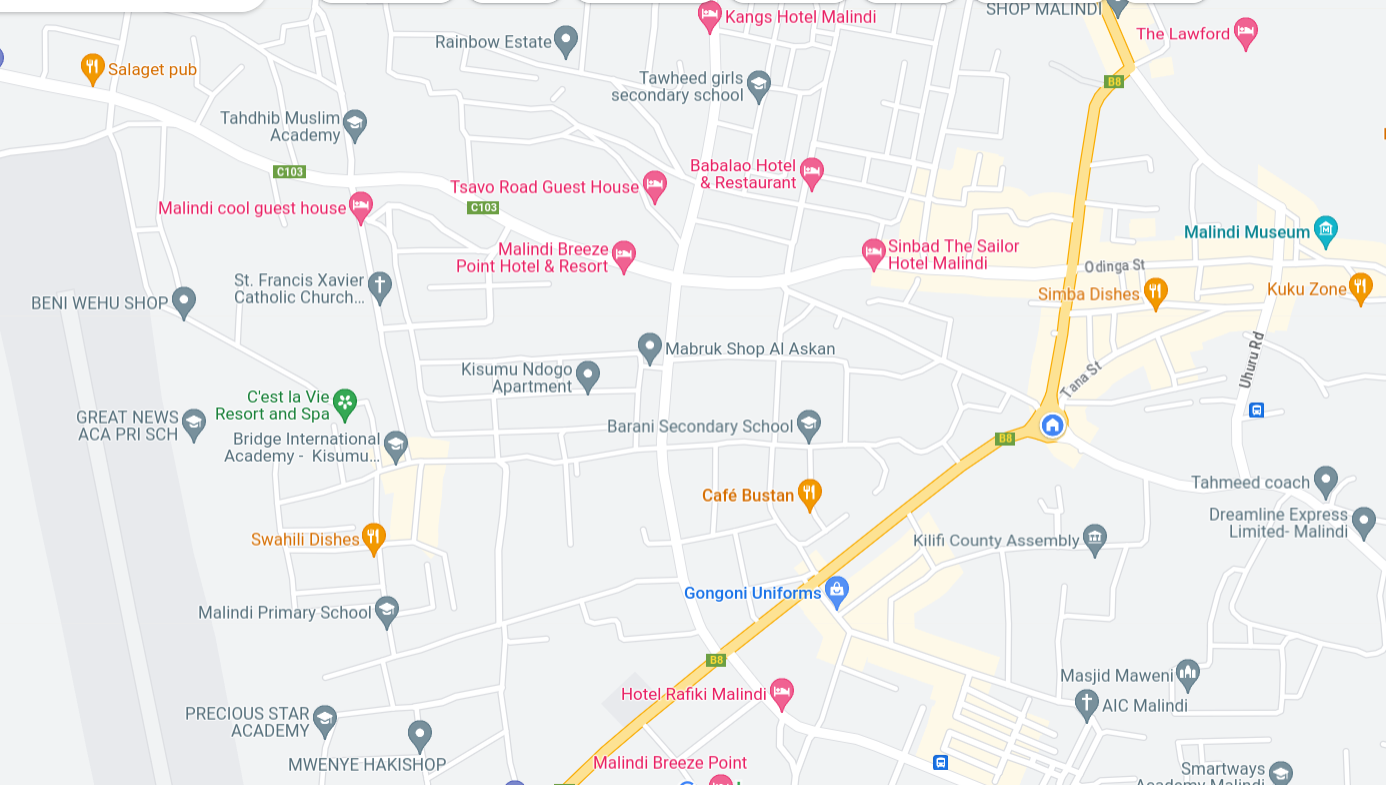 SHOP MALINDI
Kangs Hotel Malindi
The Lawford
Rainbow Estate
Salaget pub
Tawheed girls
secondary school
B8
Tahdhib Muslim
Academy
C103
Babalao Hotel
& Restaurant
Tsavo Road Guest House
C103
Malindi cool guest house
Malindi Museum
Sinbad The Sailor
Hotel Malindi
Malindi Breeze
Point Hotel & Resort
Odinga St
St. Francis Xavier
Catholic Church...
Simba Dishes
Kuku Zone
BENI WEHU SHOP
Mabruk Shop Al Askan
Uhuru Rd
Kisumu Ndogo
Apartment
Tana St
C'est la Vie
Resort and Spa
GREAT NEWS
ACA PRI SCH
Barani Secondary School
Bridge International
Academy - Kisumu...
B8
Tahmeed coach
Café Bustan
Dreamline Express
Limited- Malindi
Swahili Dishes
Kilifi County Assembly
Gongoni Uniforms
Malindi Primary School
B8
Masjid Maweni
Hotel Rafiki Malindi
AIC Malindi
PRECIOUS STAR
ACADEMY
MWENYE HAKISHOP
Malindi Breeze Point
Smartways
Academy Malindi